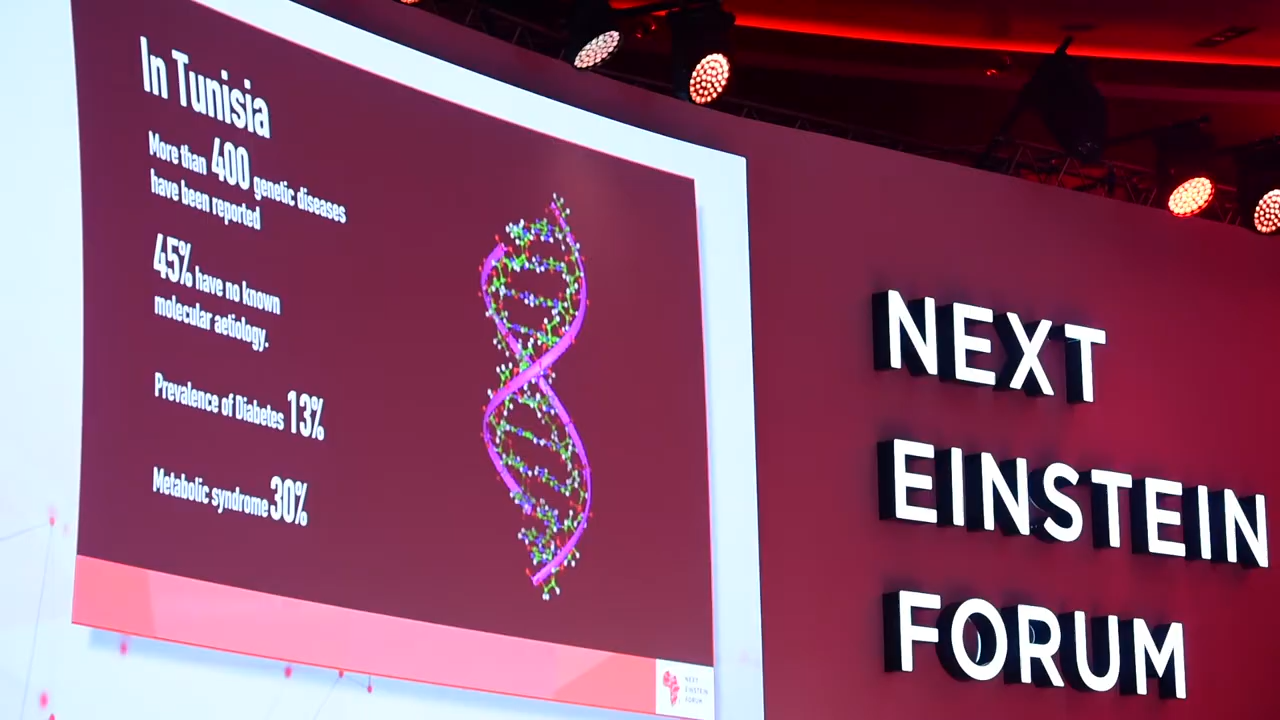 In Tunisia
More than 400 genetic diseases
have been reported
45% have no known
molecular aetiology.
Prevalence of Diabetes 13%
Metabolic syndrome 30%
NEXT
EINSTEIN
FORUM
NEXT
EINSTEIN
FORUM